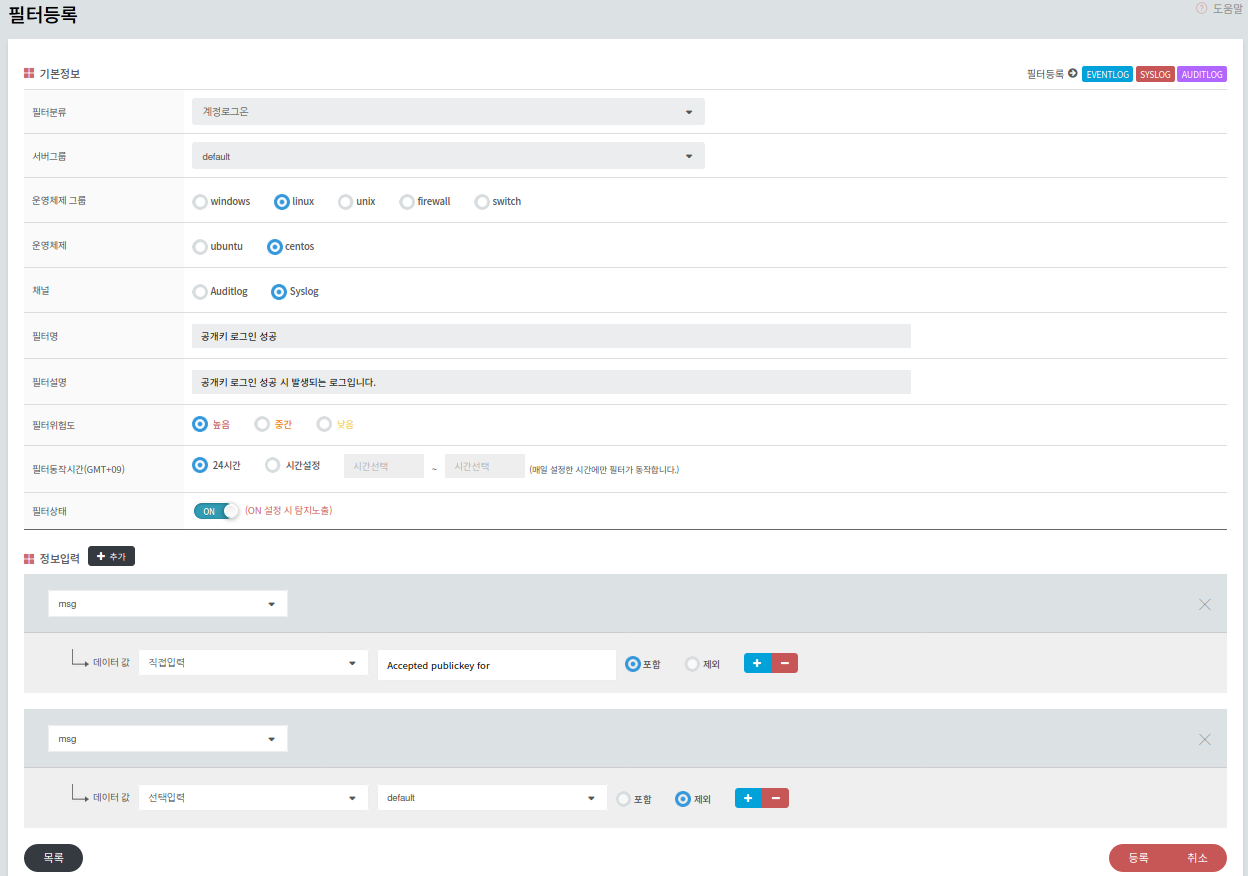 필터등록
도움말
기본정보
필터등록 EVENTLOG SYSLOG AUDITLOG
필터분류 계정로그온
서버그룹 default
운영체제 그룹 windows linux unix firewall switch
운영체제 ubuntu centos
채널 Auditlog Syslog
필터명 공개키 로그인 성공
필터설명 공개키 로그인 성공 시 발생되는 로그입니다.
필터위험도 높음 중간 낮음
필터동작시간(GMT+09) 24시간 시간설정 시간선택 ~ 시간선택 (매일 설정한 시간에만 필터가 동작합니다.)
필터상태 ON (ON 설정 시 탐지노출)
정보입력 + 추가
msg
데이터 값 직접입력 Accepted publickey for 포함 제외 + −
msg
데이터 값 선택입력 default 포함 제외 + −
목록 등록 취소